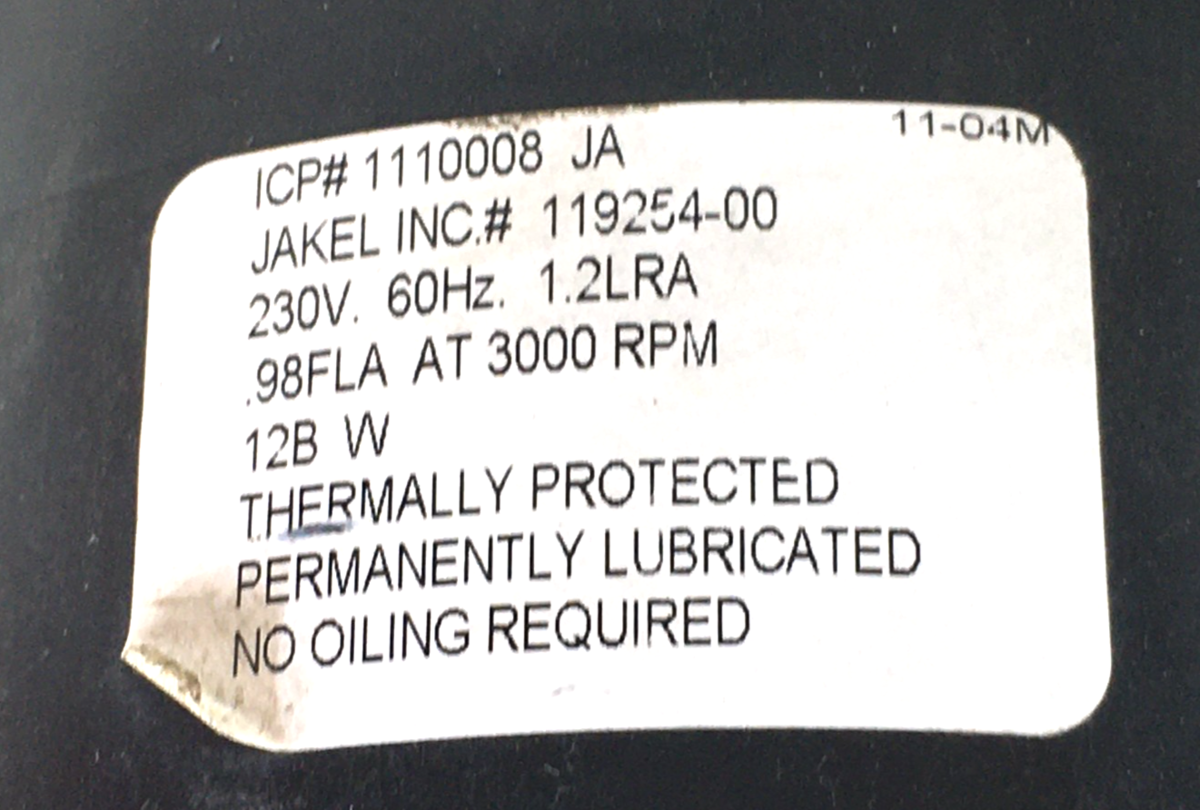 11-04M
ICP# 1110008 JA
JAKEL INC.# 119254-00
230V. 60Hz. 1.2LRA
.98FLA AT 3000 RPM
12B W
THERMALLY PROTECTED
PERMANENTLY LUBRICATED
NO OILING REQUIRED